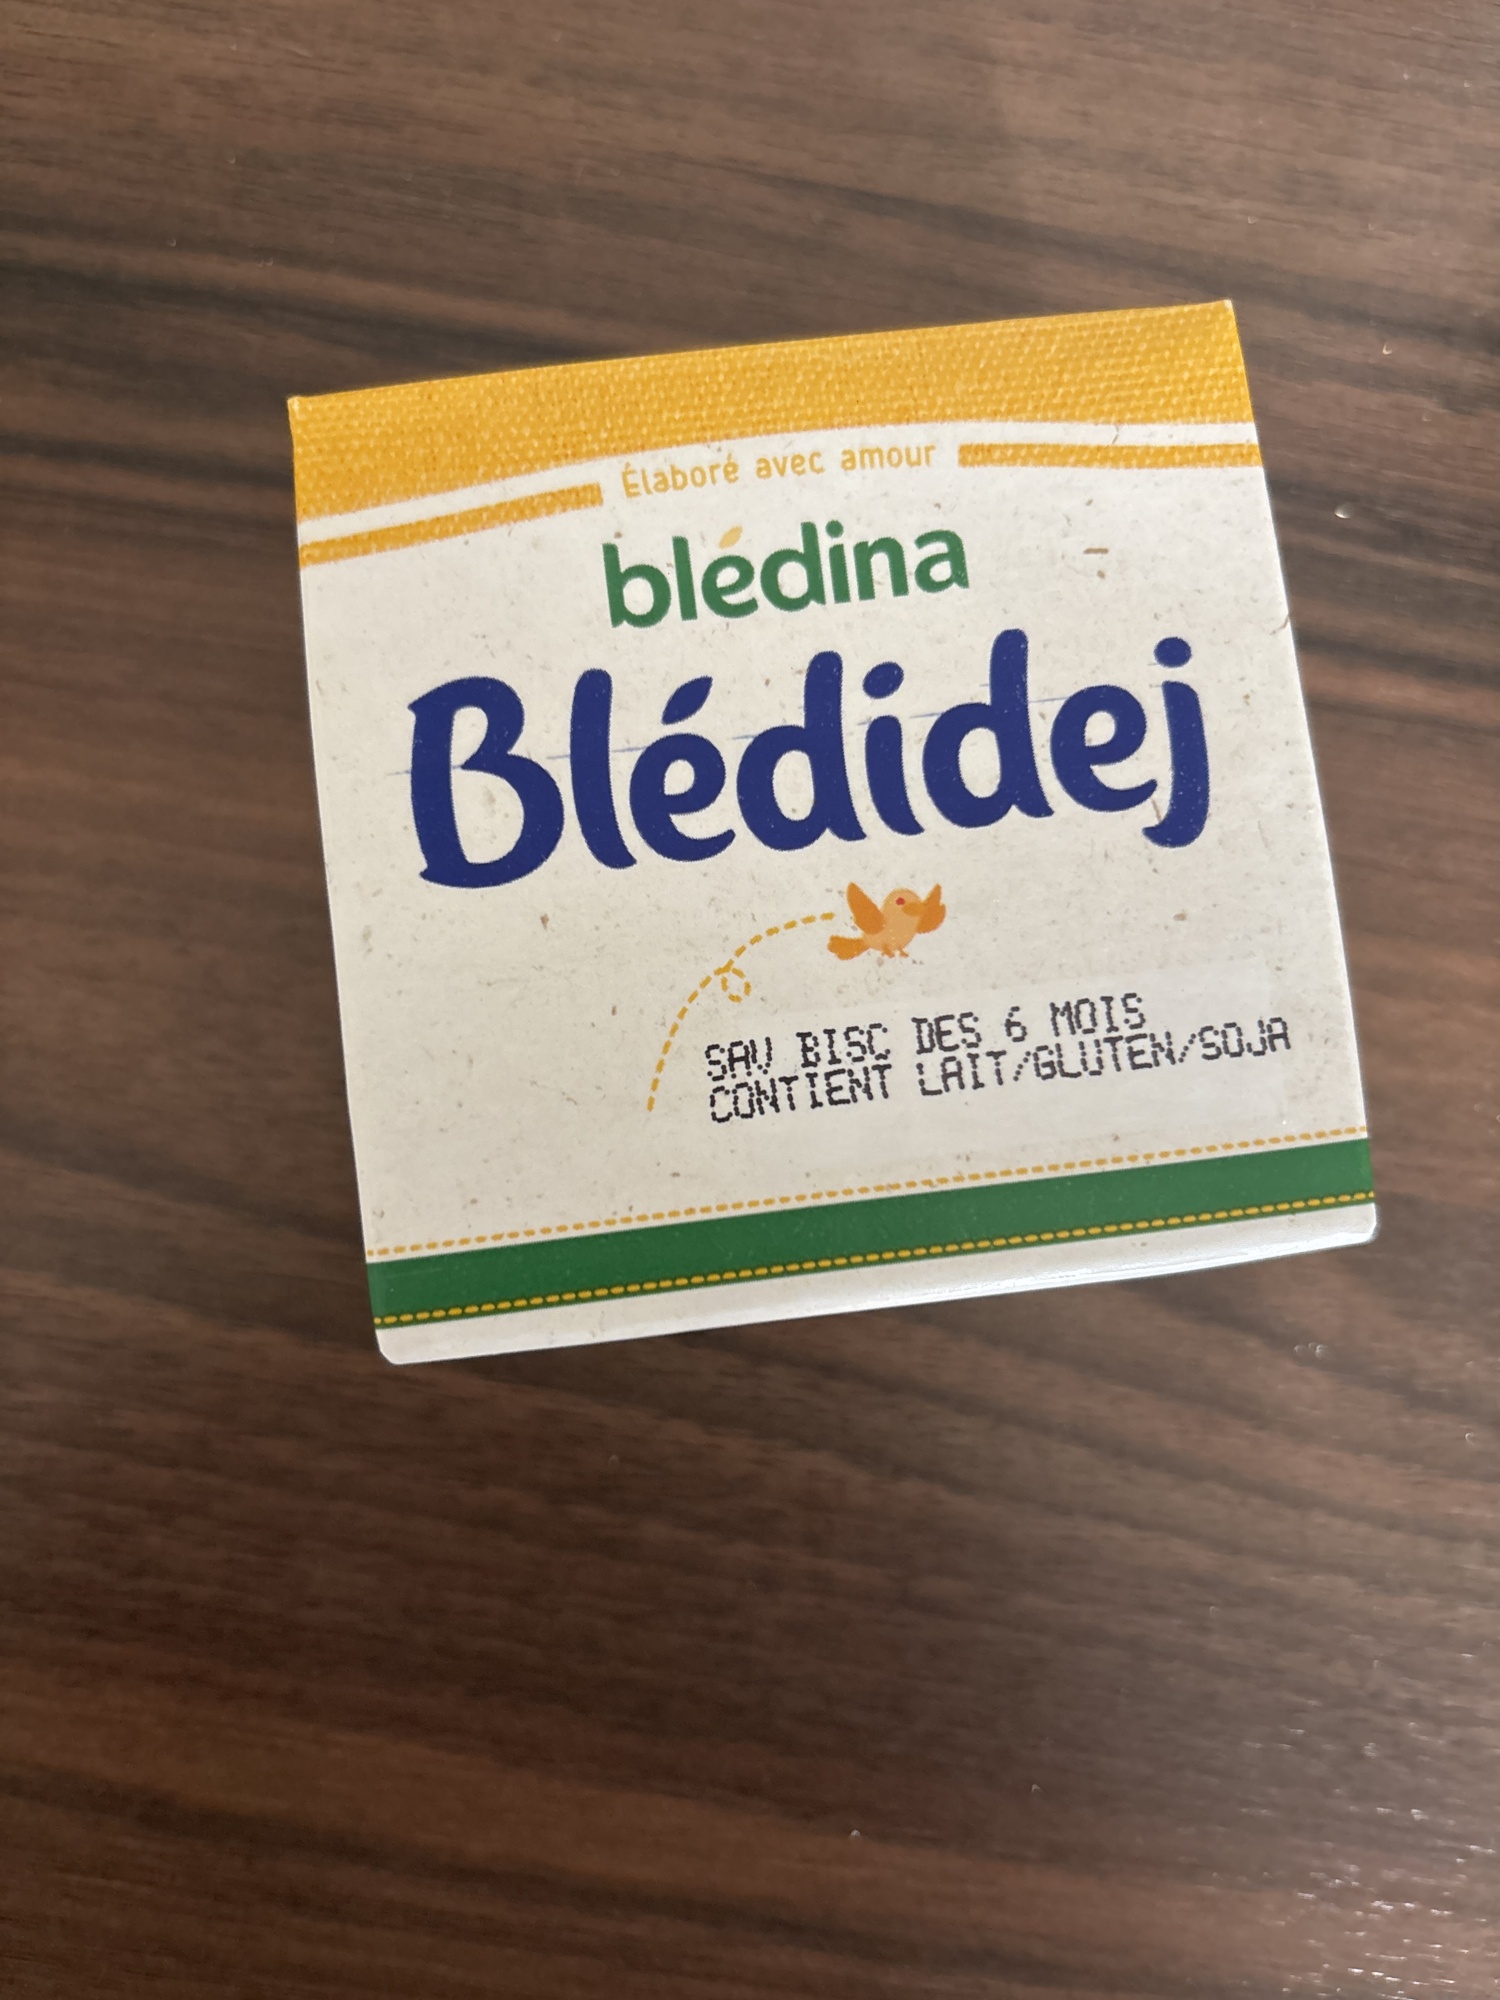 Élaboré avec amour
blédina
Blédidej
SAV BISC DES 6 MOIS
CONTIENT LAIT/GLUTEN/SOJA